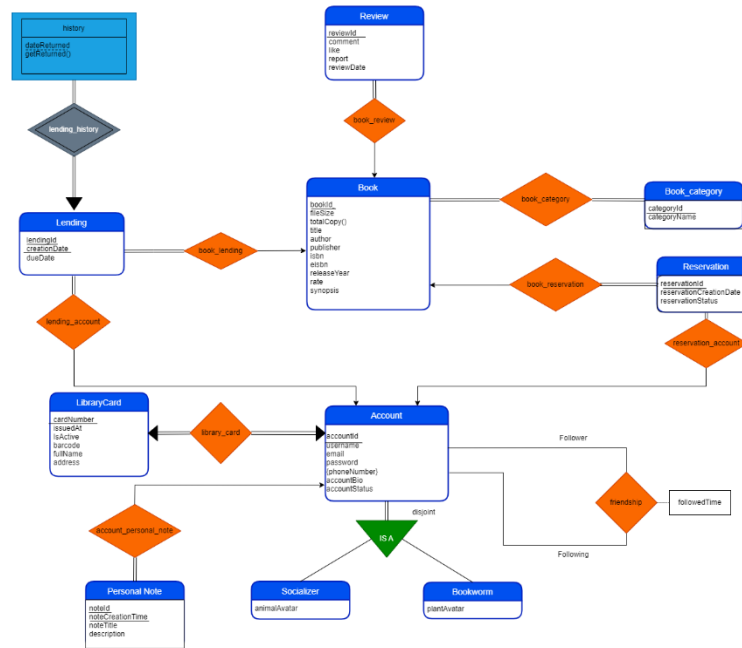 history
dateReturned
getReturned()
lending_history
Review
reviewId
comment
like
report
reviewDate
book_review
Book
bookId
fileSize
totalCopy()
title
author
publisher
isbn
eisbn
releaseYear
rate
synopsis
book_category
Book_category
categoryId
categoryName
Lending
lendingId
creationDate
dueDate
book_lending
Reservation
reservationId
reservationCreationDate
reservationStatus
book_reservation
lending_account
reservation_account
LibraryCard
cardNumber
issuedAt
isActive
barcode
fullName
address
library_card
Account
accountId
username
email
password
(phoneNumber)
accountBio
accountStatus
Follower
friendship
followedTime
Following
disjoint
IS A
account_personal_note
Personal Note
noteId
noteCreationTime
noteTitle
description
Socializer
animalAvatar
Bookworm
plantAvatar